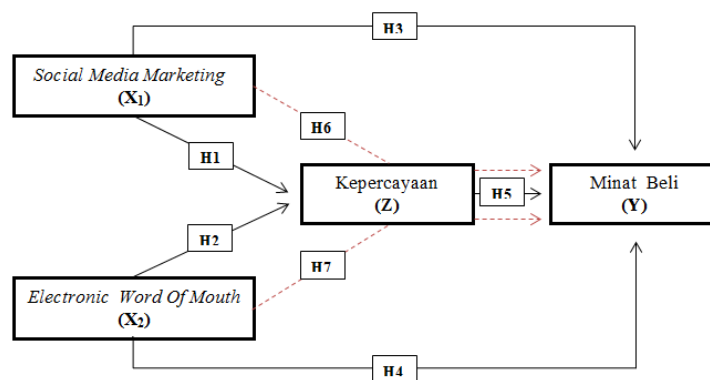 H3
Social Media Marketing
(X1)
H6
H1
Kepercayaan
(Z)
H5
Minat Beli
(Y)
H2
H7
Electronic Word Of Mouth
(X2)
H4